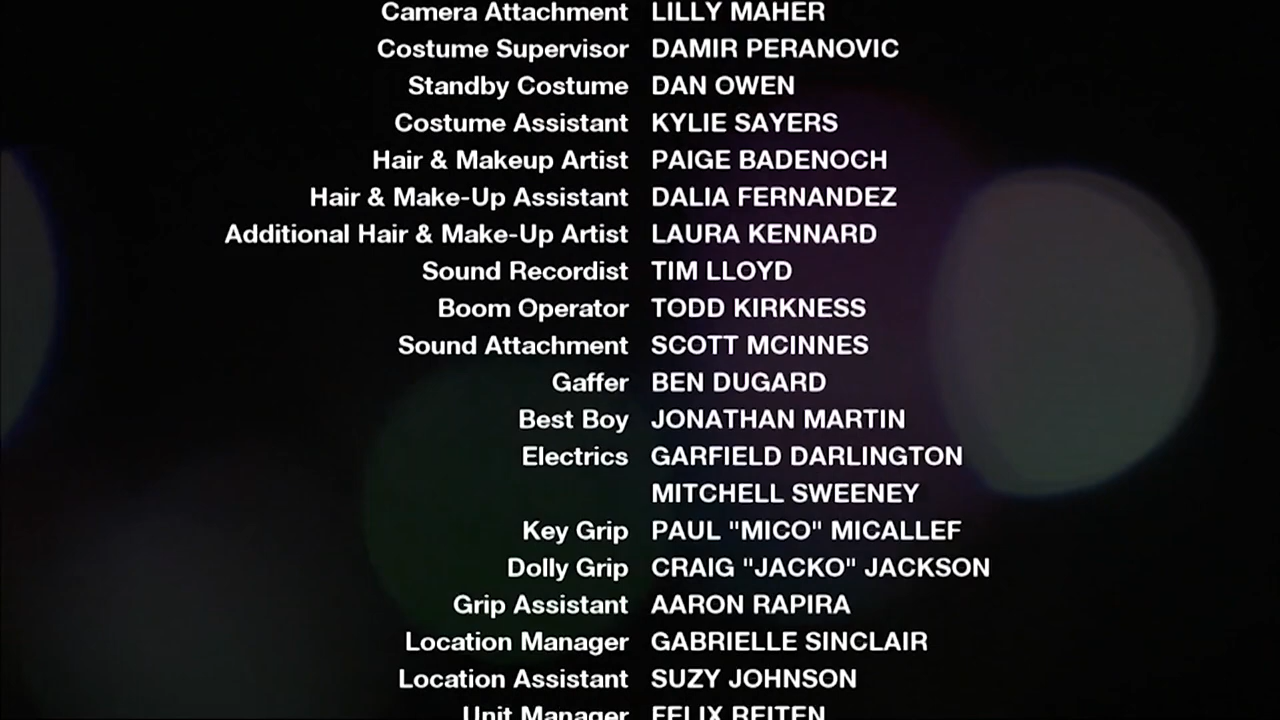 Camera Attachment LILLY MAHER
Costume Supervisor DAMIR PERANOVIC
Standby Costume DAN OWEN
Costume Assistant KYLIE SAYERS
Hair & Makeup Artist PAIGE BADENOCH
Hair & Make-Up Assistant DALIA FERNANDEZ
Additional Hair & Make-Up Artist LAURA KENNARD
Sound Recordist TIM LLOYD
Boom Operator TODD KIRKNESS
Sound Attachment SCOTT MCINNES
Gaffer BEN DUGARD
Best Boy JONATHAN MARTIN
Electrics GARFIELD DARLINGTON
MITCHELL SWEENEY
Key Grip PAUL "MICO" MICALLEF
Dolly Grip CRAIG "JACKO" JACKSON
Grip Assistant AARON RAPIRA
Location Manager GABRIELLE SINCLAIR
Location Assistant SUZY JOHNSON
Unit Manager FELIX REITEN